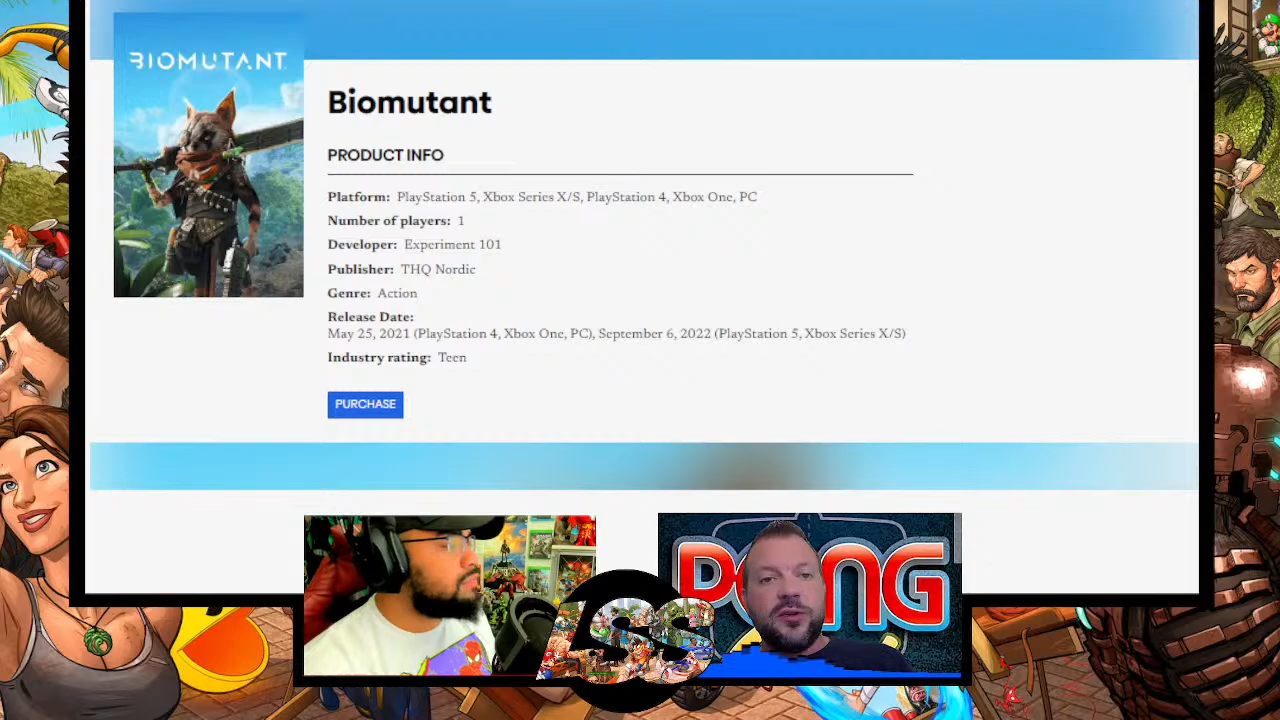 BIOMUTANT
Biomutant
PRODUCT INFO
Platform: PlayStation 5, Xbox Series X/S, PlayStation 4, Xbox One, PC
Number of players: 1
Developer: Experiment 101
Publisher: THQ Nordic
Genre: Action
Release Date:
May 25, 2021 (PlayStation 4, Xbox One, PC), September 6, 2022 (PlayStation 5, Xbox Series X/S)
Industry rating: Teen
PURCHASE
PONG
SS